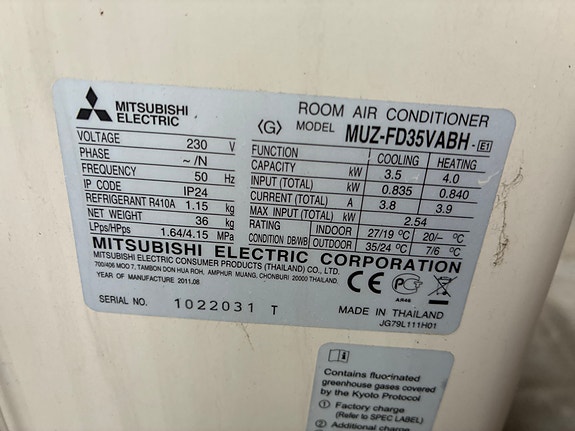 MITSUBISHI ELECTRIC
ROOM AIR CONDITIONER
⟨G⟩ MODEL MUZ-FD35VABH - E1
VOLTAGE 230 V
PHASE ~ /N
FREQUENCY 50 Hz
IP CODE IP24
REFRIGERANT R410A 1.15 kg
NET WEIGHT 36 kg
LPps/HPps 1.64/4.15 MPa
FUNCTION COOLING HEATING
CAPACITY kW 3.5 4.0
INPUT (TOTAL) kW 0.835 0.840
CURRENT (TOTAL) A 3.8 3.9
MAX INPUT (TOTAL) kW 2.54
RATING CONDITION DB/WB INDOOR 27/19 °C 20/– °C
OUTDOOR 35/24 °C 7/6 °C
MITSUBISHI ELECTRIC CORPORATION
MITSUBISHI ELECTRIC CONSUMER PRODUCTS (THAILAND) CO., LTD.
700/406 MOO 7, TAMBON DON HUA ROH, AMPHUR MUANG, CHONBURI 20000 THAILAND.
YEAR OF MANUFACTURE 2011.08
CE
АЯ46
SERIAL NO. 1022031 T
MADE IN THAILAND
JG79L111H01
Contains fluorinated
greenhouse gases covered
by the Kyoto Protocol
① Factory charge
(Refer to SPEC LABEL)
② Additional charge